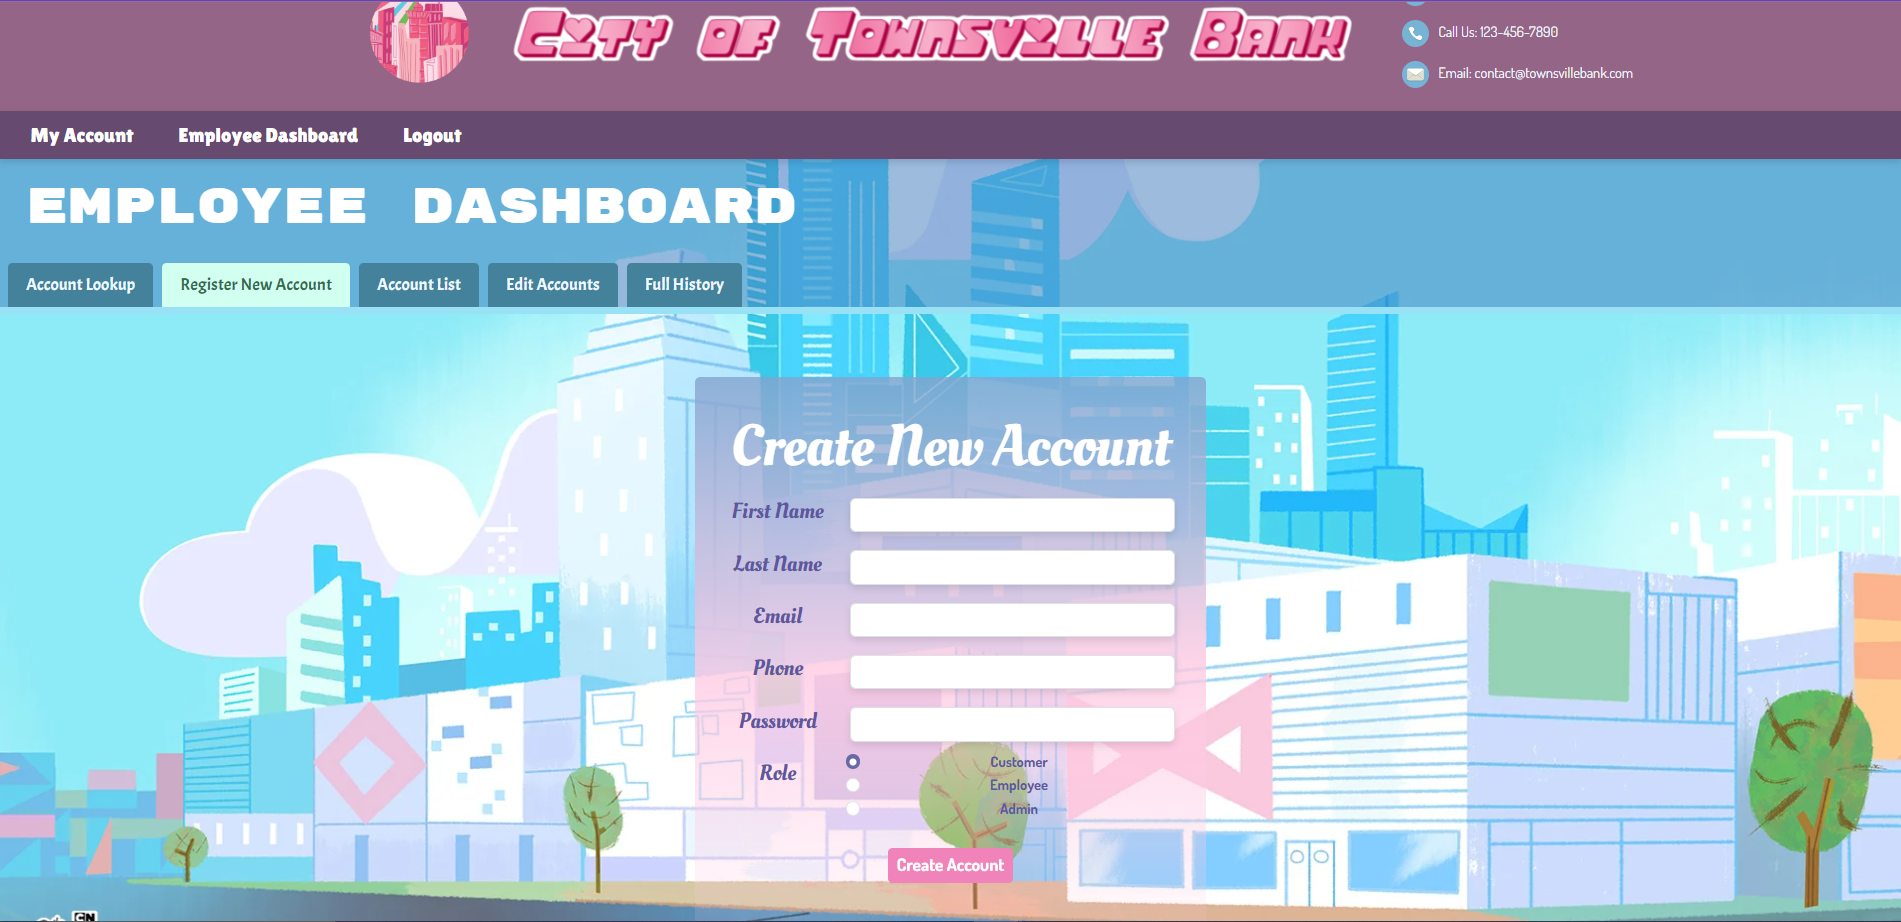 City of Townsville Bank
Call Us: 123-456-7890
Email: contact@townsvillebank.com
My Account Employee Dashboard Logout
EMPLOYEE DASHBOARD
Account Lookup Register New Account Account List Edit Accounts Full History
Create New Account
First Name
Last Name
Email
Phone
Password
Role
Customer
Employee
Admin
Create Account
CN